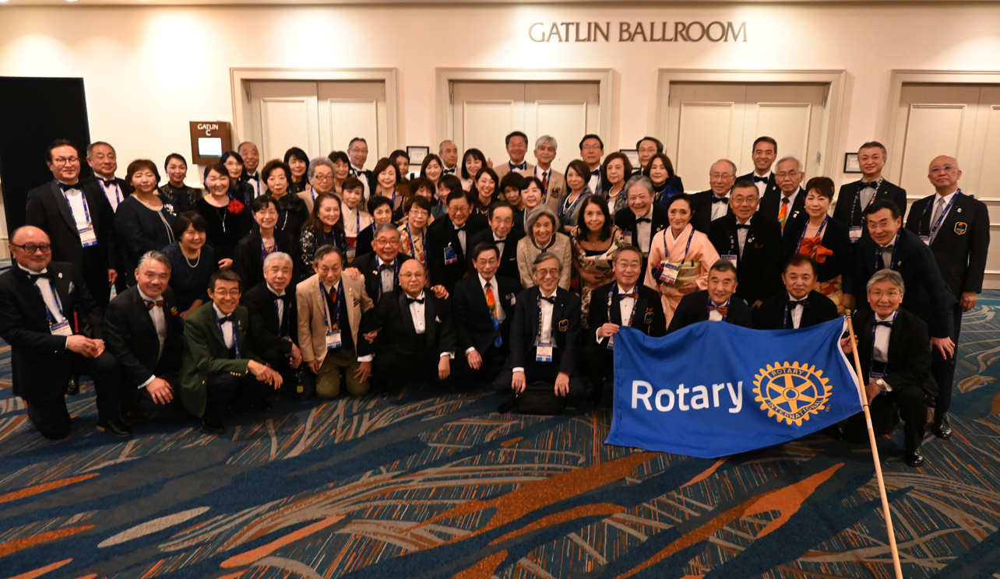 GATLIN BALLROOM
GATLIN
C
Rotary
ROTARY
INTERNATIONAL